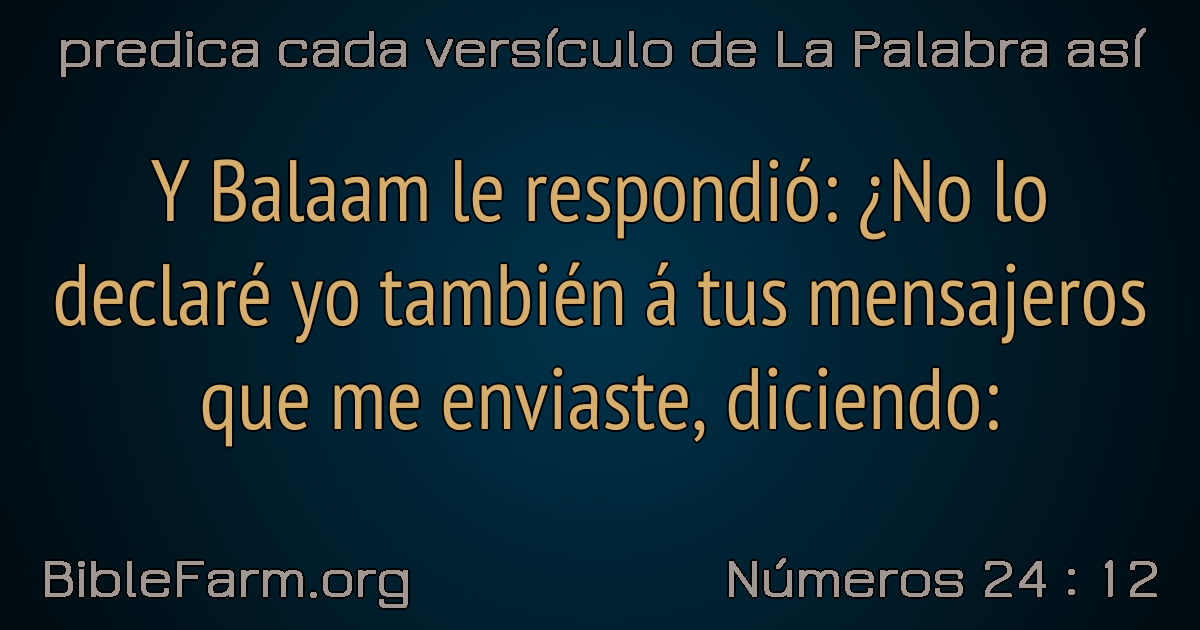 predica cada versículo de La Palabra así
Y Balaam le respondió: ¿No lo
declaré yo también á tus mensajeros
que me enviaste, diciendo:
BibleFarm.org
Números 24 : 12